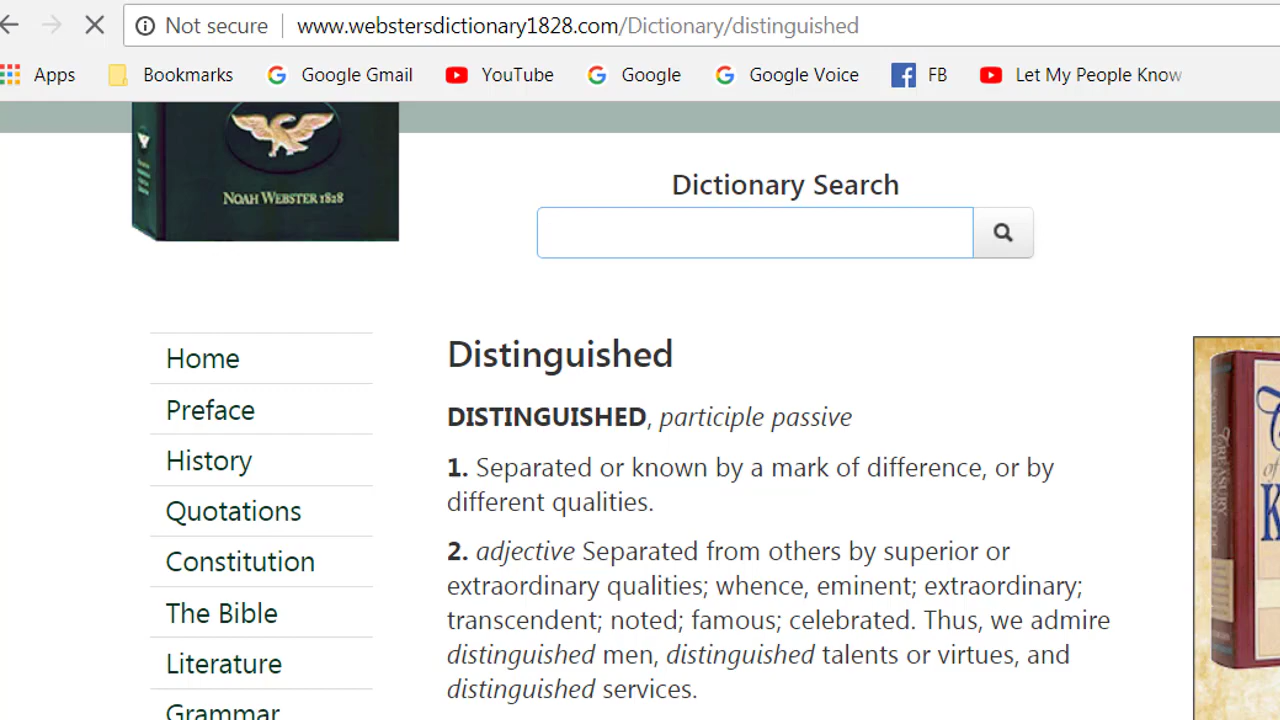 Not secure www.webstersdictionary1828.com/Dictionary/distinguished
Apps Bookmarks Google Gmail YouTube Google Google Voice FB Let My People Know
NOAH WEBSTER 1828
Dictionary Search
Home
Preface
History
Quotations
Constitution
The Bible
Literature
Grammar
Distinguished
DISTINGUISHED, participle passive
1. Separated or known by a mark of difference, or by
different qualities.
2. adjective Separated from others by superior or
extraordinary qualities; whence, eminent; extraordinary;
transcendent; noted; famous; celebrated. Thus, we admire
distinguished men, distinguished talents or virtues, and
distinguished services.